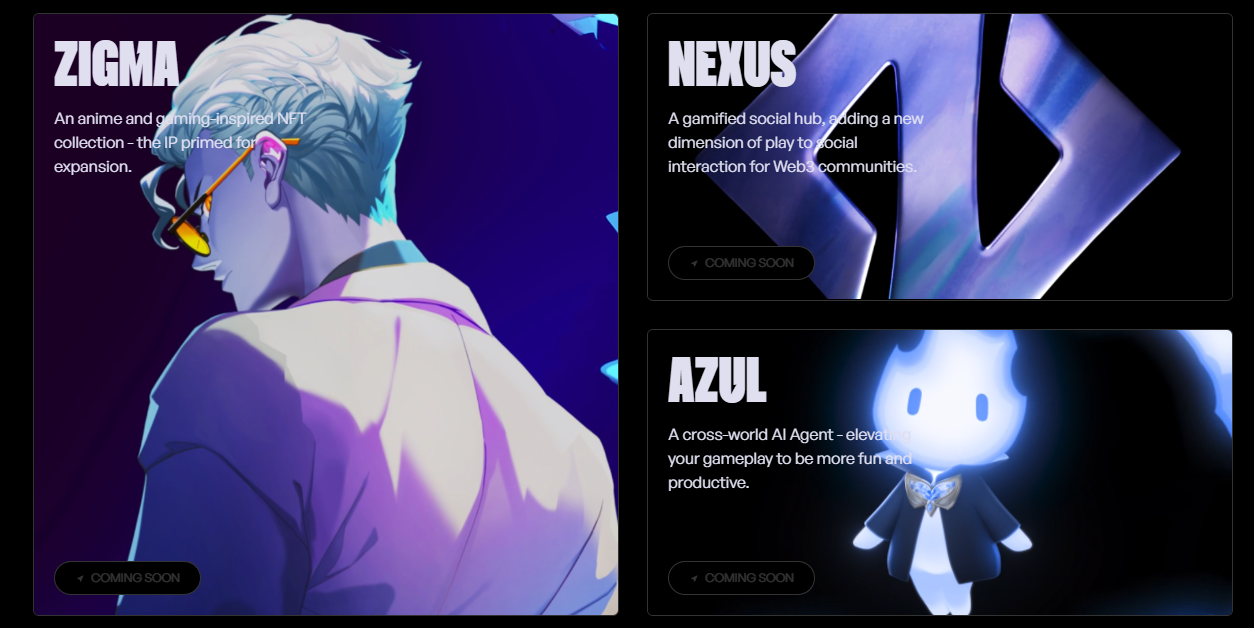 ZIGMA
An anime and gaming-inspired NFT
collection - the IP primed for
expansion.
COMING SOON
NEXUS
A gamified social hub, adding a new
dimension of play to social
interaction for Web3 communities.
COMING SOON
AZUL
A cross-world AI Agent - elevating
your gameplay to be more fun and
productive.
COMING SOON